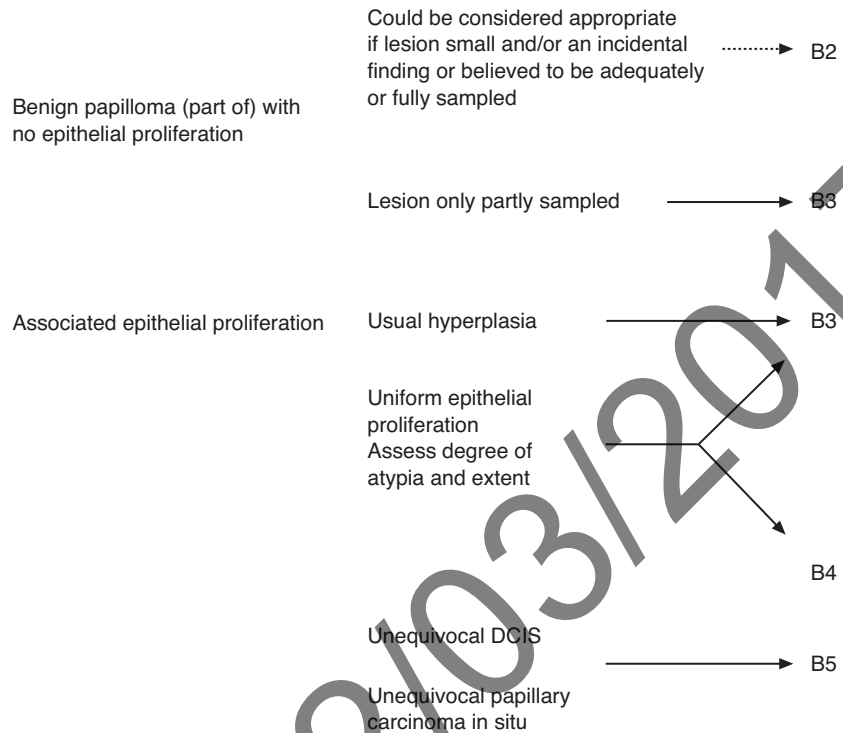 Could be considered appropriate
if lesion small and/or an incidental
finding or believed to be adequately
or fully sampled
B2
Benign papilloma (part of) with
no epithelial proliferation
Lesion only partly sampled
B3
Associated epithelial proliferation
Usual hyperplasia
B3
Uniform epithelial
proliferation
Assess degree of
atypia and extent
B4
Unequivocal DCIS
B5
Unequivocal papillary
carcinoma in situ
/03/201